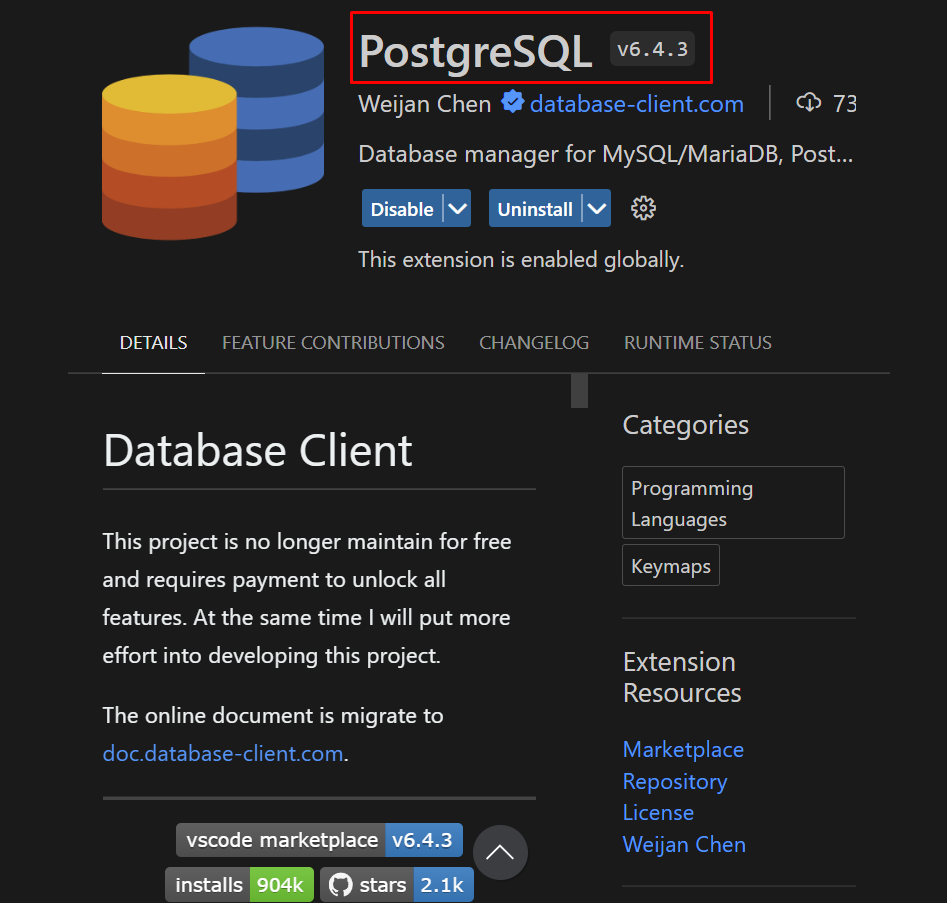 PostgreSQL v6.4.3
Weijan Chen database-client.com 73
Database manager for MySQL/MariaDB, Post...
Disable Uninstall
This extension is enabled globally.
DETAILS FEATURE CONTRIBUTIONS CHANGELOG RUNTIME STATUS
Database Client
This project is no longer maintain for free
and requires payment to unlock all
features. At the same time I will put more
effort into developing this project.
The online document is migrate to
doc.database-client.com.
vscode marketplace v6.4.3
installs 904k stars 2.1k
Categories
Programming
Languages
Keymaps
Extension
Resources
Marketplace
Repository
License
Weijan Chen